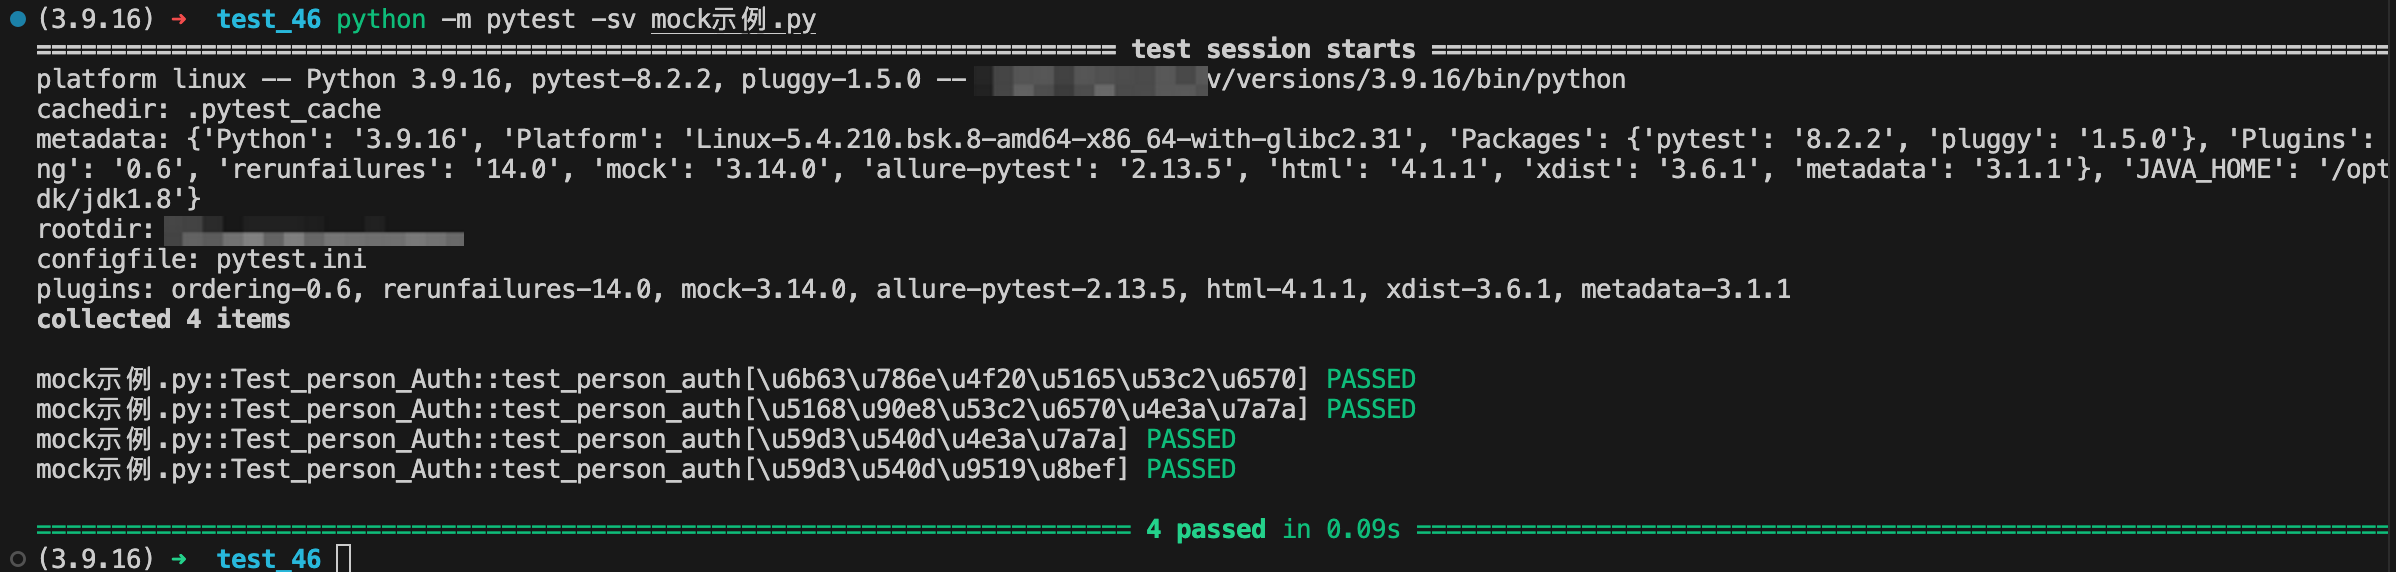 (3.9.16) ➜ test_46 python -m pytest -sv mock示例.py
============================== test session starts ==============================
platform linux -- Python 3.9.16, pytest-8.2.2, pluggy-1.5.0 -- v/versions/3.9.16/bin/python
cachedir: .pytest_cache
metadata: {'Python': '3.9.16', 'Platform': 'Linux-5.4.210.bsk.8-amd64-x86_64-with-glibc2.31', 'Packages': {'pytest': '8.2.2', 'pluggy': '1.5.0'}, 'Plugins':
ng': '0.6', 'rerunfailures': '14.0', 'mock': '3.14.0', 'allure-pytest': '2.13.5', 'html': '4.1.1', 'xdist': '3.6.1', 'metadata': '3.1.1'}, 'JAVA_HOME': '/opt
dk/jdk1.8'}
rootdir:
configfile: pytest.ini
plugins: ordering-0.6, rerunfailures-14.0, mock-3.14.0, allure-pytest-2.13.5, html-4.1.1, xdist-3.6.1, metadata-3.1.1
collected 4 items
mock示例.py::Test_person_Auth::test_person_auth[\u6b63\u786e\u4f20\u5165\u53c2\u6570] PASSED
mock示例.py::Test_person_Auth::test_person_auth[\u5168\u90e8\u53c2\u6570\u4e3a\u7a7a] PASSED
mock示例.py::Test_person_Auth::test_person_auth[\u59d3\u540d\u4e3a\u7a7a] PASSED
mock示例.py::Test_person_Auth::test_person_auth[\u59d3\u540d\u9519\u8bef] PASSED
============================== 4 passed in 0.09s ==============================
(3.9.16) ➜ test_46